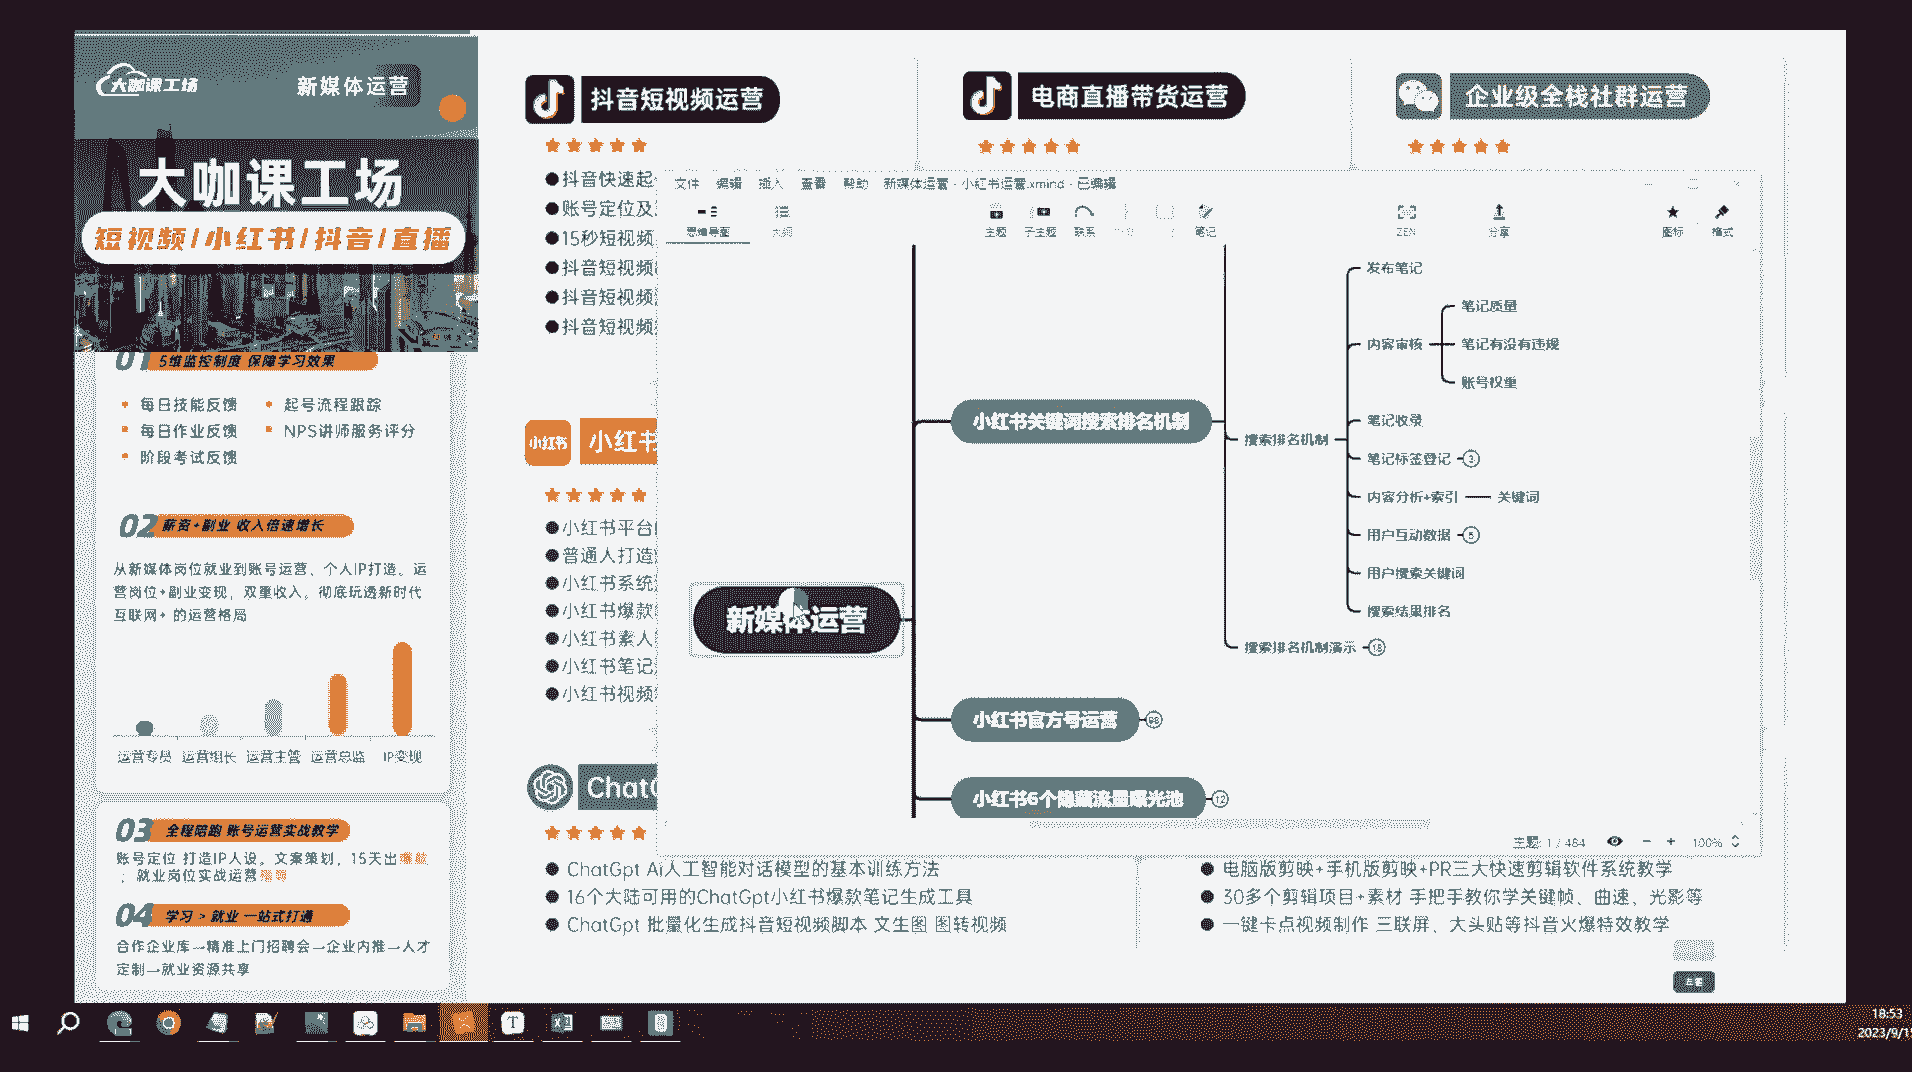 大咖课工场
新媒体运营
大咖课工场
短视频/小红书/抖音/直播
01 5维监控制度 保障学习效果
每日技能反馈
起号流程跟踪
每日作业反馈
NPS讲师服务评分
阶段考试反馈
02 薪资+副业 收入倍速增长
从新媒体岗位就业到账号运营、个人IP打造。运
营岗位+副业变现，双重收入。彻底玩透新时代
互联网+ 的运营格局
运营专员 运营组长 运营主管 运营总监 IP变现
03 全程陪跑 账号运营实战教学
账号定位 打造IP人设。文案策划，15天出爆款
，就业岗位实战运营指导
04 学习 > 就业 一站式打通
合作企业库→精准上门招聘会→企业内推→人才
定制→就业资源共享
抖音短视频运营
电商直播带货运营
企业级全栈社群运营
抖音快速起
账号定位及
15秒短视频
抖音短视频
抖音短视频
抖音短视频
小红书
小红书
小红书平台
普通人打造
小红书系统
小红书爆款
小红书素人
小红书笔记
小红书视频
文件 编辑 插入 查看 帮助 新媒体运营 - 小红书运营.xmind - 已编辑
思维导图 大纲 主题 子主题 联系 笔记 ZEN 分享 图标 格式
新媒体运营
小红书关键词搜索排名机制
搜索排名机制
发布笔记
内容审核
笔记质量
笔记有没有违规
账号权重
笔记收录
笔记标签登记 3
内容分析+索引 关键词
用户互动数据 5
用户搜索关键词
搜索结果排名
搜索排名机制演示 18
小红书官方号运营 98
小红书6个隐藏流量曝光池 12
主题: 1 / 484 100%
ChatG
ChatGpt Ai人工智能对话模型的基本训练方法
16个大陆可用的ChatGpt小红书爆款笔记生成工具
ChatGpt 批量化生成抖音短视频脚本 文生图 图转视频
电脑版剪映+手机版剪映+PR三大快速剪辑软件系统教学
30多个剪辑项目+素材 手把手教你学关键帧、曲速、光影等
一键卡点视频制作 三联屏、大头贴等抖音火爆特效教学
18:53
2023/9/1